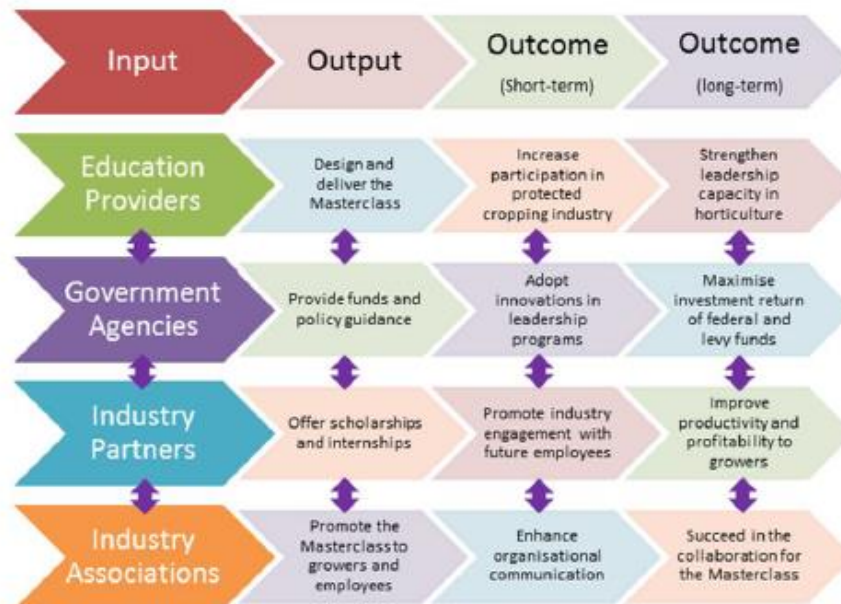 Input
Output
Outcome
(Short-term)
Outcome
(long-term)
Education
Providers
Design and
deliver the
Masterclass
Increase
participation in
protected
cropping industry
Strengthen
leadership
capacity in
horticulture
Government
Agencies
Provide funds and
policy guidance
Adopt
innovations in
leadership
programs
Maximise
investment return
of federal and
levy funds
Industry
Partners
Offer scholarships
and internships
Promote industry
engagement with
future employees
Improve
productivity and
profitability to
growers
Industry
Associations
Promote the
Masterclass to
growers and
employees
Enhance
organisational
communication
Succeed in the
collaboration for
the Masterclass